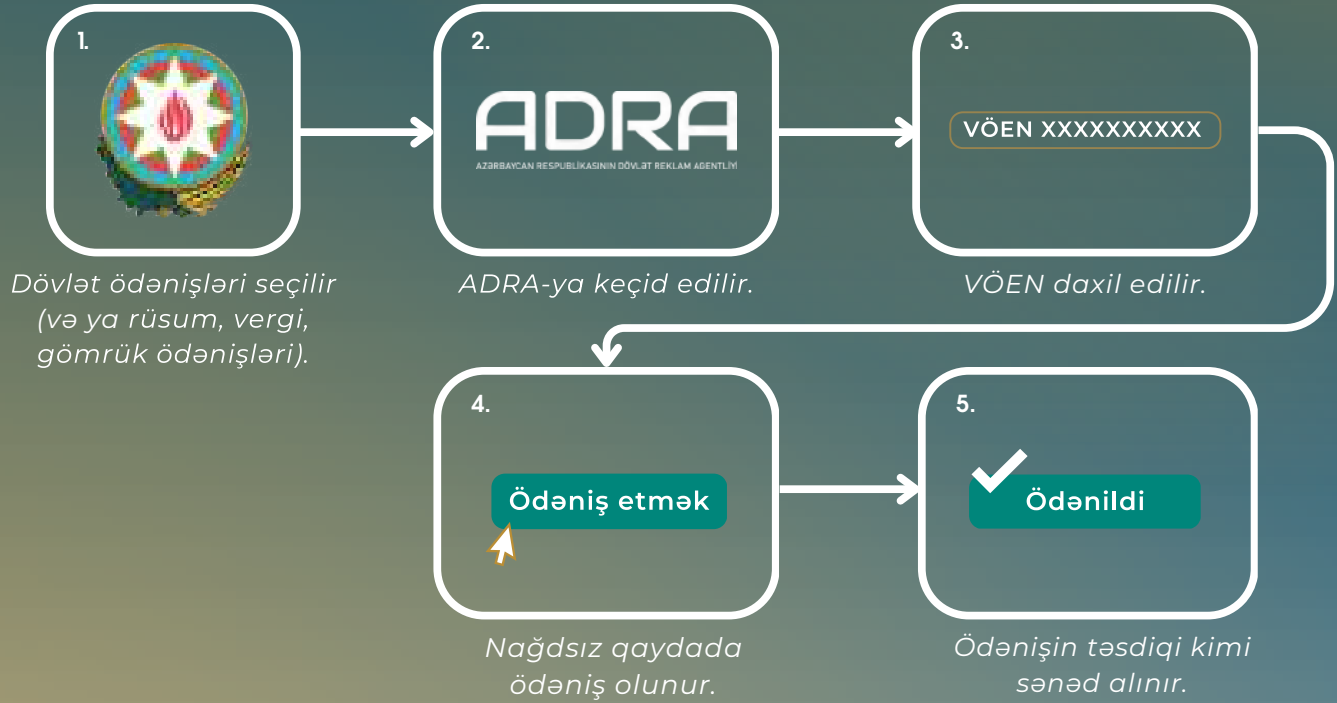 1.
Dövlət ödənişləri seçilir
(və ya rüsum, vergi,
gömrük ödənişləri).
2.
ADRA
AZƏRBAYCAN RESPUBLİKASININ DÖVLƏT REKLAM AGENTLİYİ
ADRA-ya keçid edilir.
3.
VÖEN XXXXXXXXXX
VÖEN daxil edilir.
4.
Ödəniş etmək
Nağdsız qaydada
ödəniş olunur.
5.
Ödənildi
Ödənişin təsdiqi kimi
sənəd alınır.